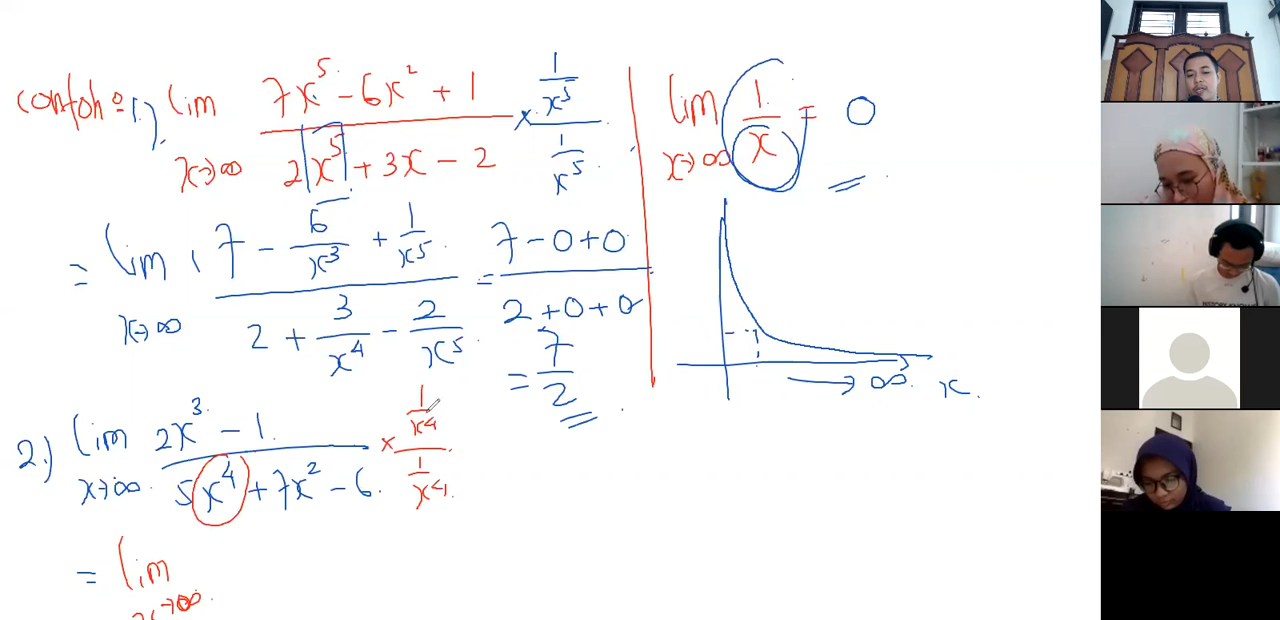 contoh : 1.) lim x→∞ (7x⁵ - 6x² + 1)/(2x⁵ + 3x - 2) × (1/x⁵)/(1/x⁵)
= lim x→∞ (7 - 6/x³ + 1/x⁵)/(2 + 3/x⁴ - 2/x⁵) = (7 - 0 + 0)/(2 + 0 + 0)
= 7/2
2.) lim x→∞ (2x³ - 1)/(5x⁴ + 7x² - 6) × (1/x⁴)/(1/x⁴)
= lim x→∞
lim x→∞ 1/x = 0
→ ∞ x